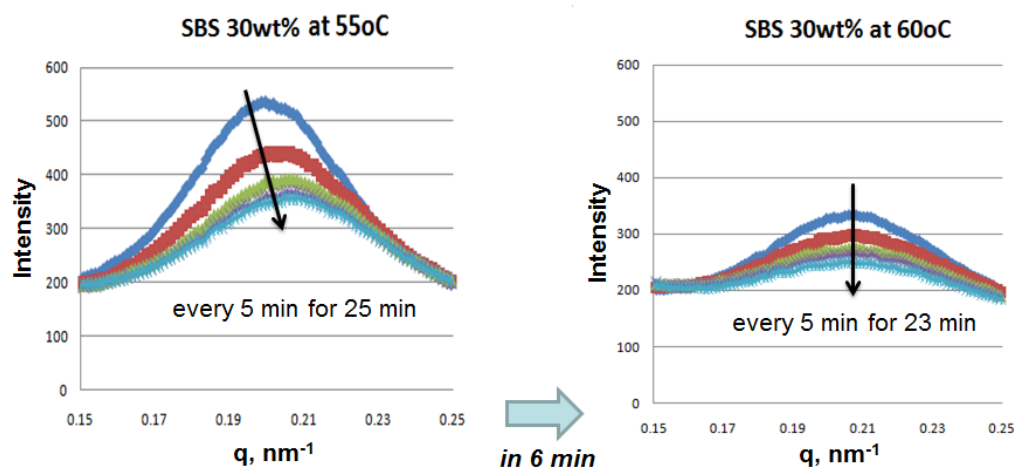 SBS 30wt% at 55oC
600
500
400
300
200
100
0
Intensity
every 5 min for 25 min
0.15 0.17 0.19 0.21 0.23 0.25
q, nm-1
in 6 min
SBS 30wt% at 60oC
600
500
400
300
200
100
0
Intensity
every 5 min for 23 min
0.15 0.17 0.19 0.21 0.23 0.25
q, nm-1